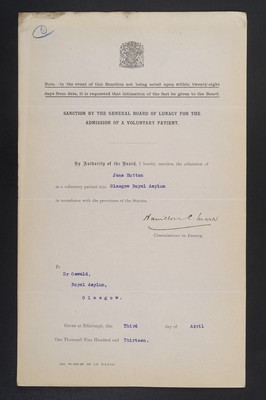 Note.—In the event of this Sanction not being acted upon within twenty-eight
days from date, it is requested that intimation of the fact be given to the Board.
SANCTION BY THE GENERAL BOARD OF LUNACY FOR THE
ADMISSION OF A VOLUNTARY PATIENT.
By Authority of the Board, I hereby sanction the admission of
Jane Hutton
as a voluntary patient into Glasgow Royal Asylum
in accordance with the provisions of the Statute.
Commissioner in Lunacy.
To
Dr Oswald,
Royal Asylum,
Glasgow.
Given at Edinburgh, this Third day of April
One Thousand Nine Hundred and Thirteen.